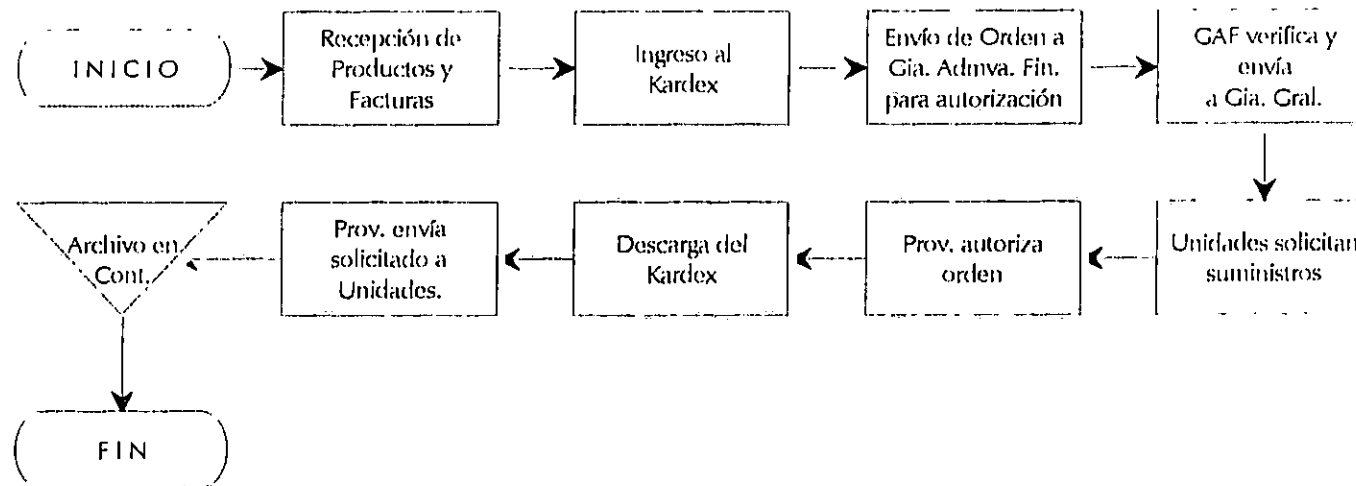 INICIO
Recepción de
Productos y
Facturas
Ingreso al
Kardex
Envío de Orden a
Gia. Admva. Fin.
para autorización
GAF verifica y
envía
a Gia. Gral.
Unidades solicitan
suministros
Prov. autoriza
orden
Descarga del
Kardex
Prov. envía
solicitado a
Unidades.
Archivo en
Cont.
FIN